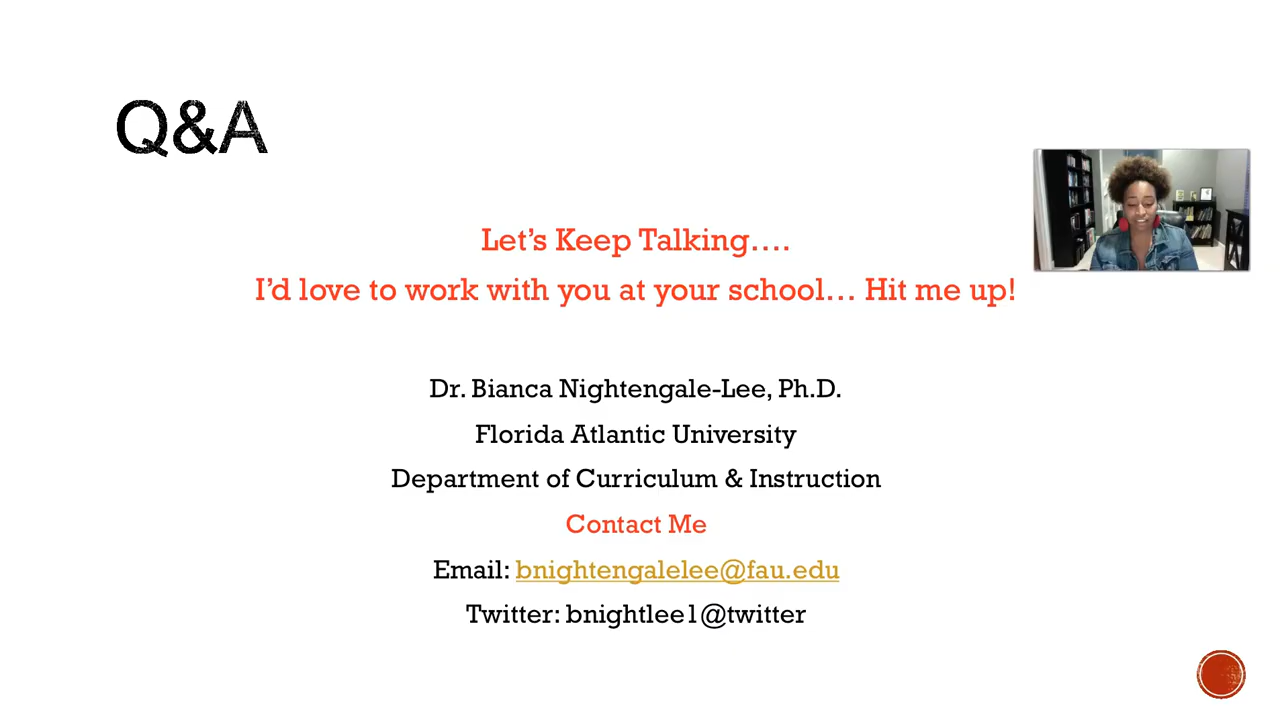 Q&A
Let's Keep Talking....
I'd love to work with you at your school... Hit me up!
Dr. Bianca Nightengale-Lee, Ph.D.
Florida Atlantic University
Department of Curriculum & Instruction
Contact Me
Email: bnightengalelee@fau.edu
Twitter: bnightlee1@twitter